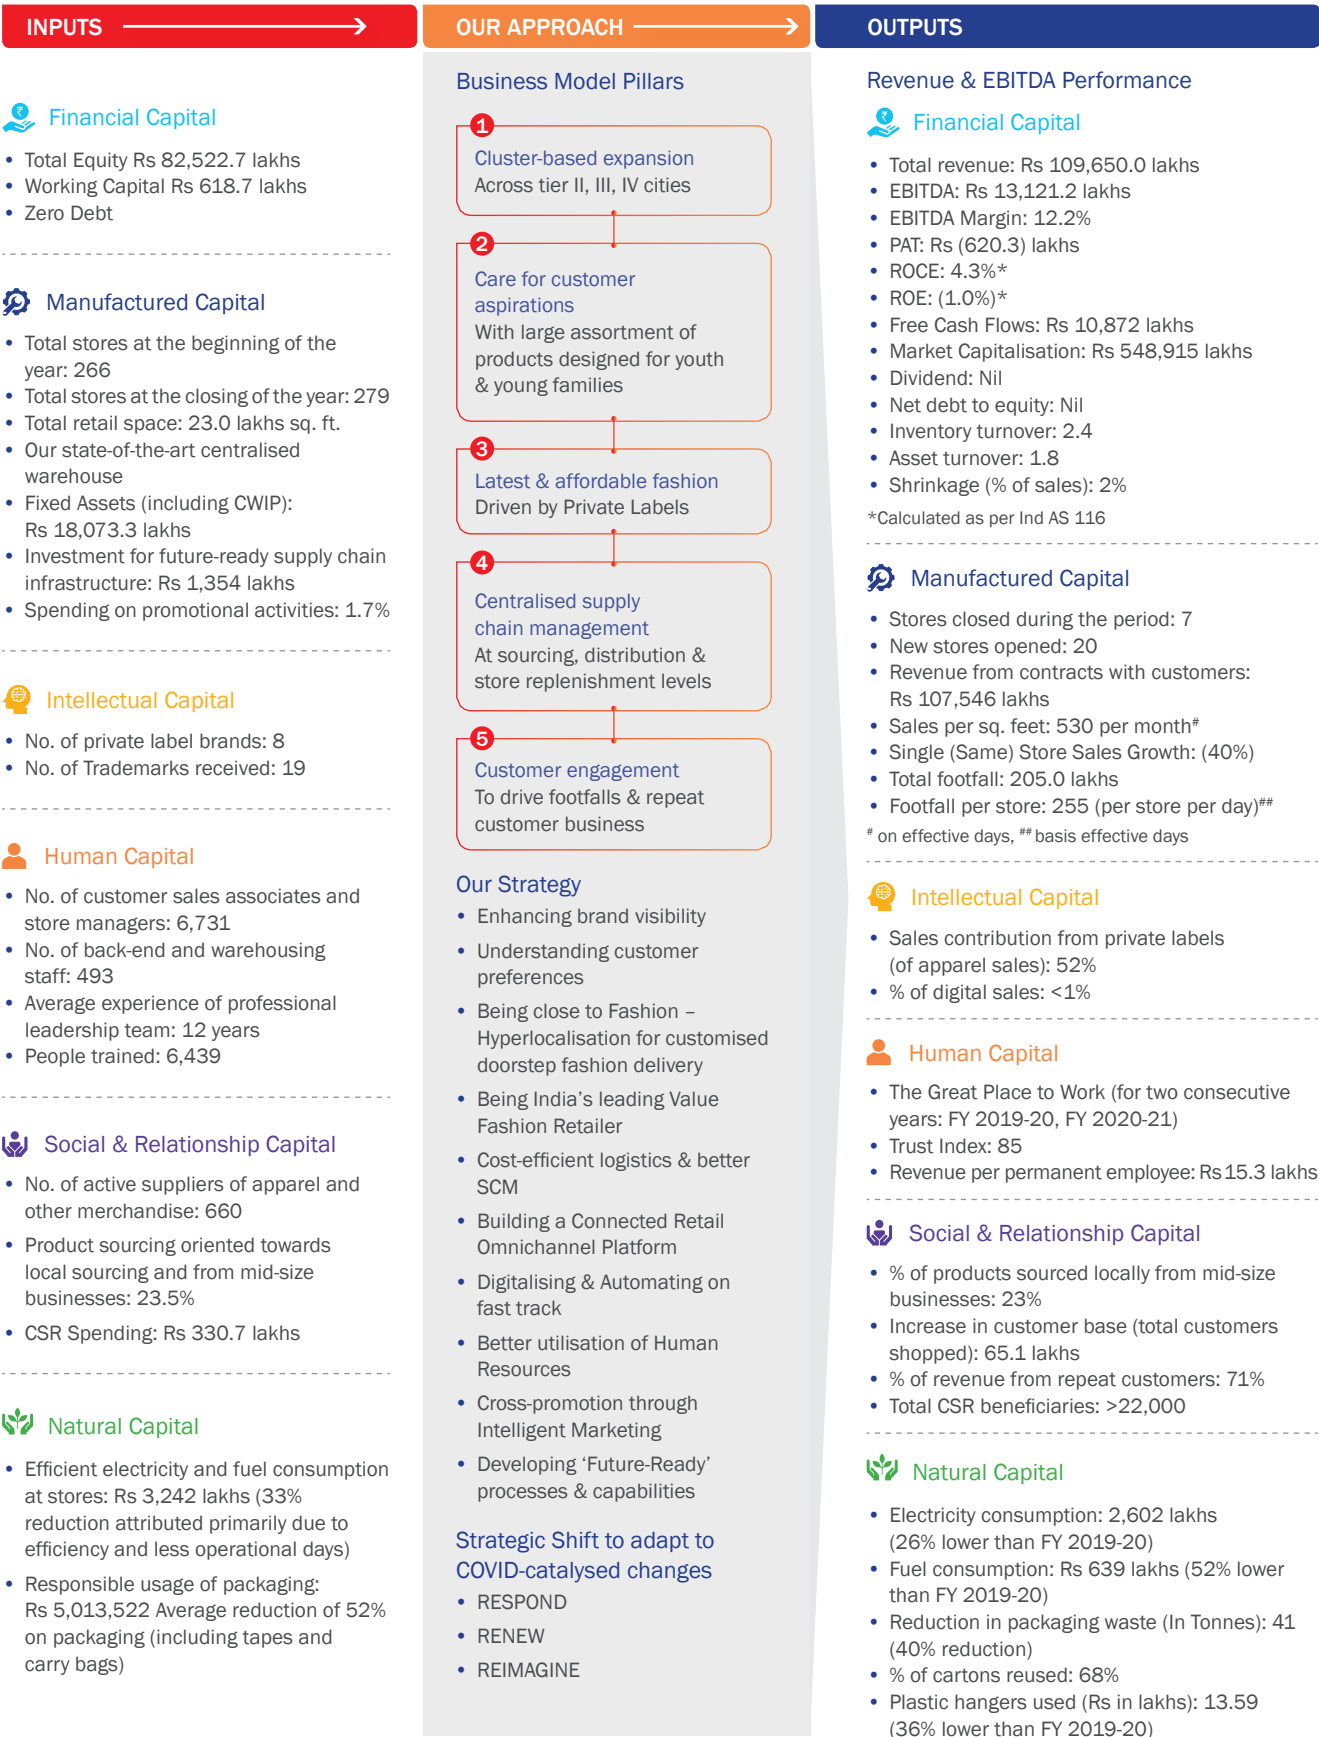 INPUTS
Financial Capital
• Total Equity Rs 82,522.7 lakhs
• Working Capital Rs 618.7 lakhs
• Zero Debt
Manufactured Capital
• Total stores at the beginning of the
year: 266
• Total stores at the closing of the year: 279
• Total retail space: 23.0 lakhs sq. ft.
• Our state-of-the-art centralised
warehouse
• Fixed Assets (including CWIP):
Rs 18,073.3 lakhs
• Investment for future-ready supply chain
infrastructure: Rs 1,354 lakhs
• Spending on promotional activities: 1.7%
Intellectual Capital
• No. of private label brands: 8
• No. of Trademarks received: 19
Human Capital
• No. of customer sales associates and
store managers: 6,731
• No. of back-end and warehousing
staff: 493
• Average experience of professional
leadership team: 12 years
• People trained: 6,439
Social & Relationship Capital
• No. of active suppliers of apparel and
other merchandise: 660
• Product sourcing oriented towards
local sourcing and from mid-size
businesses: 23.5%
• CSR Spending: Rs 330.7 lakhs
Natural Capital
• Efficient electricity and fuel consumption
at stores: Rs 3,242 lakhs (33%
reduction attributed primarily due to
efficiency and less operational days)
• Responsible usage of packaging:
Rs 5,013,522 Average reduction of 52%
on packaging (including tapes and
carry bags)
OUR APPROACH
Business Model Pillars
1
Cluster-based expansion
Across tier II, III, IV cities
2
Care for customer
aspirations
With large assortment of
products designed for youth
& young families
3
Latest & affordable fashion
Driven by Private Labels
4
Centralised supply
chain management
At sourcing, distribution &
store replenishment levels
5
Customer engagement
To drive footfalls & repeat
customer business
Our Strategy
• Enhancing brand visibility
• Understanding customer
preferences
• Being close to Fashion –
Hyperlocalisation for customised
doorstep fashion delivery
• Being India's leading Value
Fashion Retailer
• Cost-efficient logistics & better
SCM
• Building a Connected Retail
Omnichannel Platform
• Digitalising & Automating on
fast track
• Better utilisation of Human
Resources
• Cross-promotion through
Intelligent Marketing
• Developing 'Future-Ready'
processes & capabilities
Strategic Shift to adapt to
COVID-catalysed changes
• RESPOND
• RENEW
• REIMAGINE
OUTPUTS
Revenue & EBITDA Performance
Financial Capital
• Total revenue: Rs 109,650.0 lakhs
• EBITDA: Rs 13,121.2 lakhs
• EBITDA Margin: 12.2%
• PAT: Rs (620.3) lakhs
• ROCE: 4.3%*
• ROE: (1.0%)*
• Free Cash Flows: Rs 10,872 lakhs
• Market Capitalisation: Rs 548,915 lakhs
• Dividend: Nil
• Net debt to equity: Nil
• Inventory turnover: 2.4
• Asset turnover: 1.8
• Shrinkage (% of sales): 2%
*Calculated as per Ind AS 116
Manufactured Capital
• Stores closed during the period: 7
• New stores opened: 20
• Revenue from contracts with customers:
Rs 107,546 lakhs
• Sales per sq. feet: 530 per month#
• Single (Same) Store Sales Growth: (40%)
• Total footfall: 205.0 lakhs
• Footfall per store: 255 (per store per day)##
# on effective days, ## basis effective days
Intellectual Capital
• Sales contribution from private labels
(of apparel sales): 52%
• % of digital sales: <1%
Human Capital
• The Great Place to Work (for two consecutive
years: FY 2019-20, FY 2020-21)
• Trust Index: 85
• Revenue per permanent employee: Rs 15.3 lakhs
Social & Relationship Capital
• % of products sourced locally from mid-size
businesses: 23%
• Increase in customer base (total customers
shopped): 65.1 lakhs
• % of revenue from repeat customers: 71%
• Total CSR beneficiaries: >22,000
Natural Capital
• Electricity consumption: 2,602 lakhs
(26% lower than FY 2019-20)
• Fuel consumption: Rs 639 lakhs (52% lower
than FY 2019-20)
• Reduction in packaging waste (In Tonnes): 41
(40% reduction)
• % of cartons reused: 68%
• Plastic hangers used (Rs in lakhs): 13.59
(36% lower than FY 2019-20)